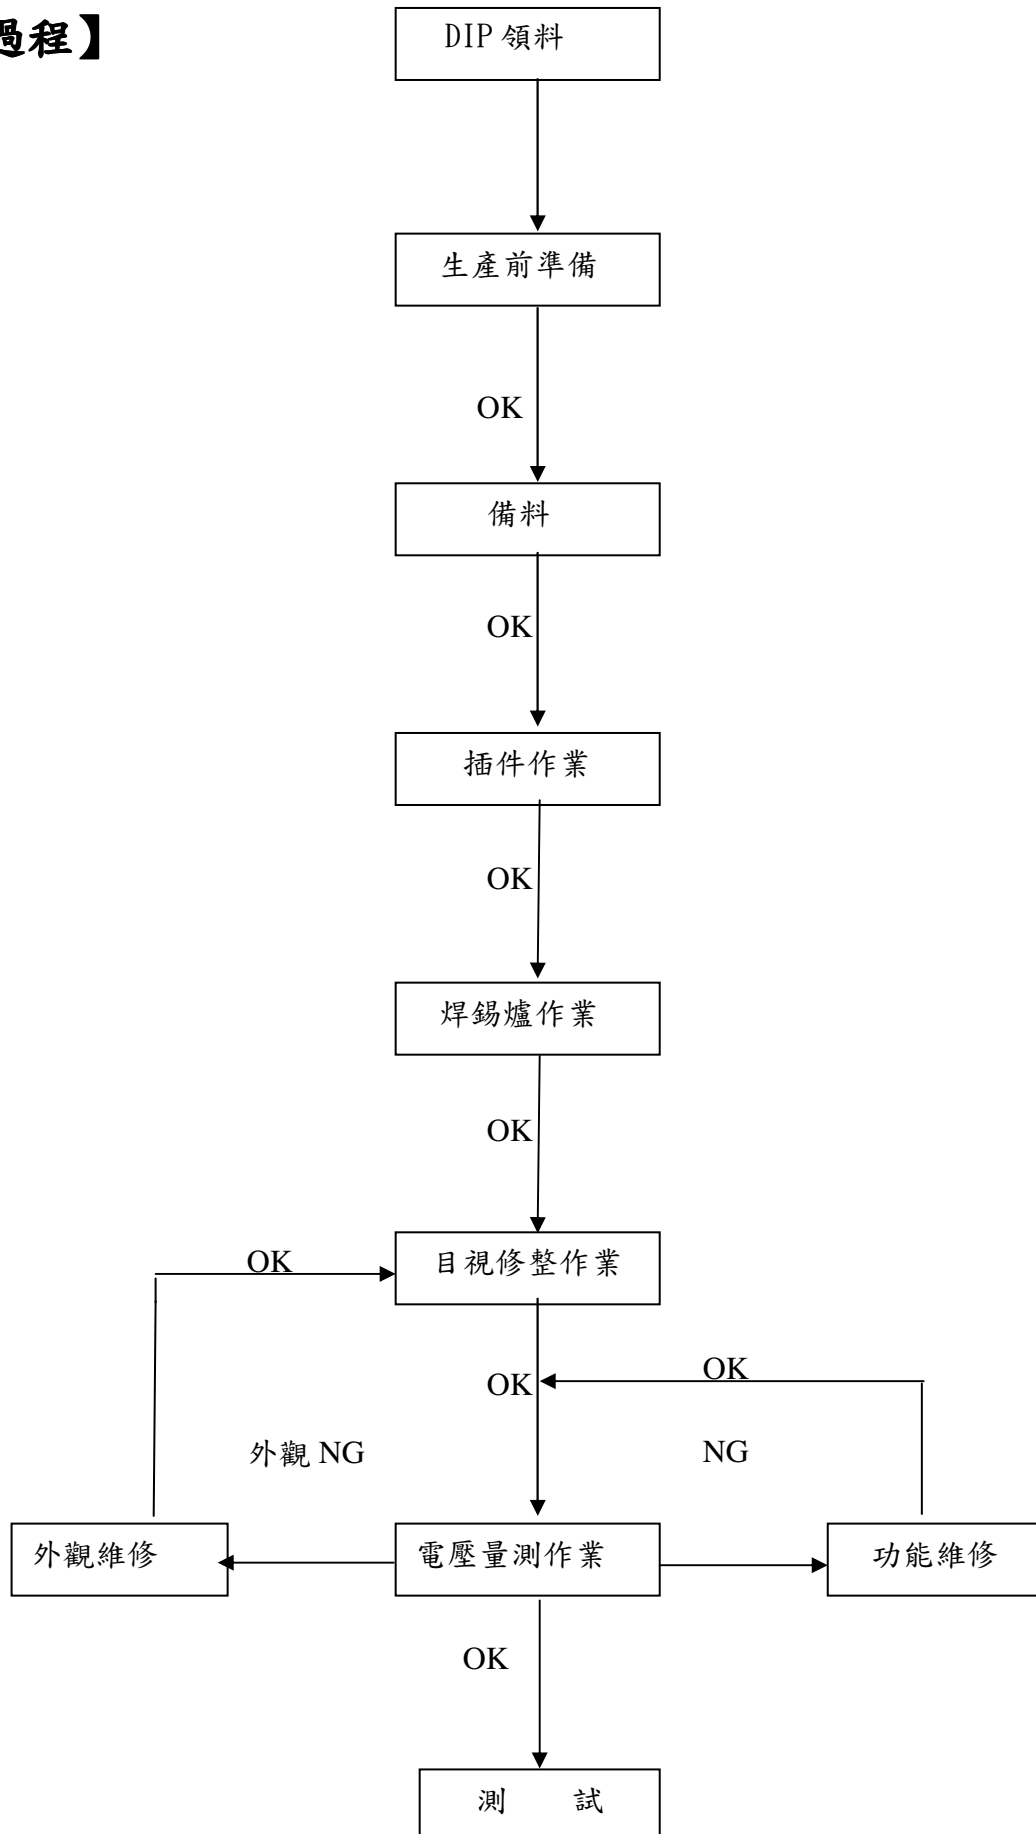 過程】
DIP 領料
生產前準備
OK
備料
OK
插件作業
OK
焊錫爐作業
OK
目視修整作業
OK
OK
OK
外觀 NG
NG
外觀維修
電壓量測作業
功能維修
OK
測 試